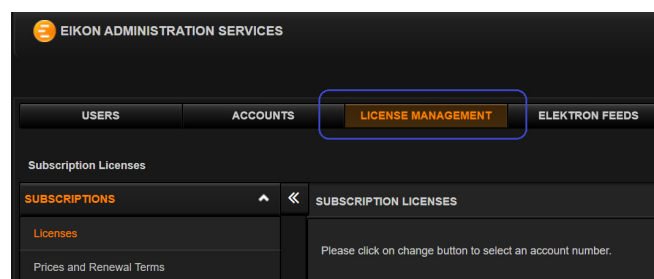 EIKON ADMINISTRATION SERVICES
USERS ACCOUNTS LICENSE MANAGEMENT ELEKTRON FEEDS
Subscription Licenses
SUBSCRIPTIONS SUBSCRIPTION LICENSES
Licenses
Please click on change button to select an account number.
Prices and Renewal Terms